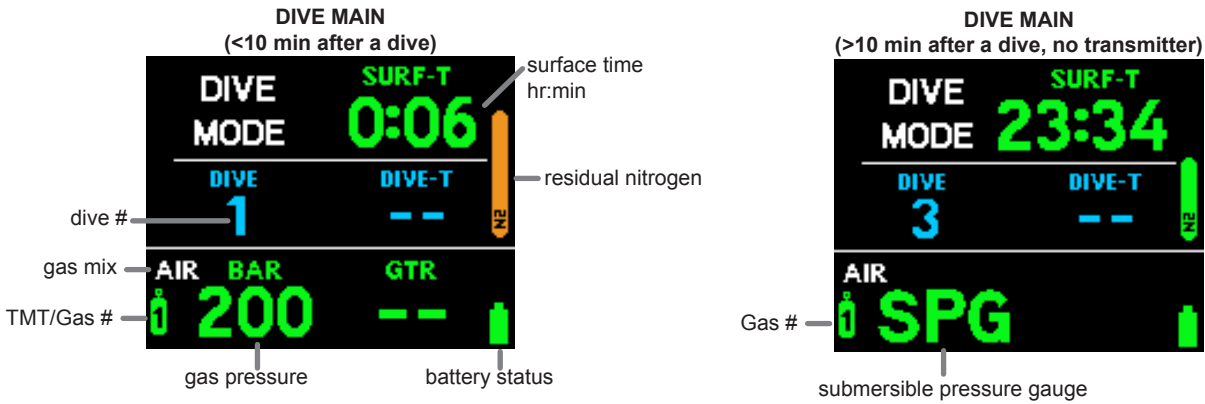 DIVE MAIN
(<10 min after a dive)
DIVE
MODE
SURF-T
0:06
surface time
hr:min
DIVE
1
DIVE-T
--
N2
residual nitrogen
dive #
gas mix
AIR BAR GTR
TMT/Gas #
1 200 --
gas pressure
battery status
DIVE MAIN
(>10 min after a dive, no transmitter)
DIVE
MODE
SURF-T
23:34
DIVE
3
DIVE-T
--
N2
AIR
Gas #
1 SPG
submersible pressure gauge